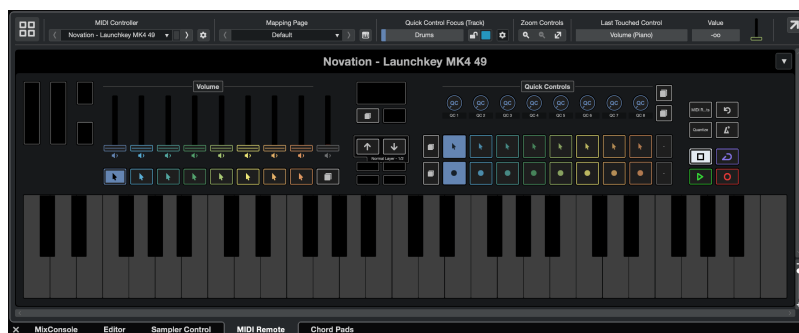 MIDI Controller
Mapping Page
Quick Control Focus (Track)
Zoom Controls
Last Touched Control
Value
Novation - Launchkey MK4 49
Default
Drums
Volume (Piano)
-oo
Novation - Launchkey MK4 49
Volume
Quick Controls
QC QC QC QC QC QC QC QC
QC 1 QC 2 QC 3 QC 4 QC 5 QC 6 QC 7 QC 8
Normal Layer - 1/2
MixConsole
Editor
Sampler Control
MIDI Remote
Chord Pads